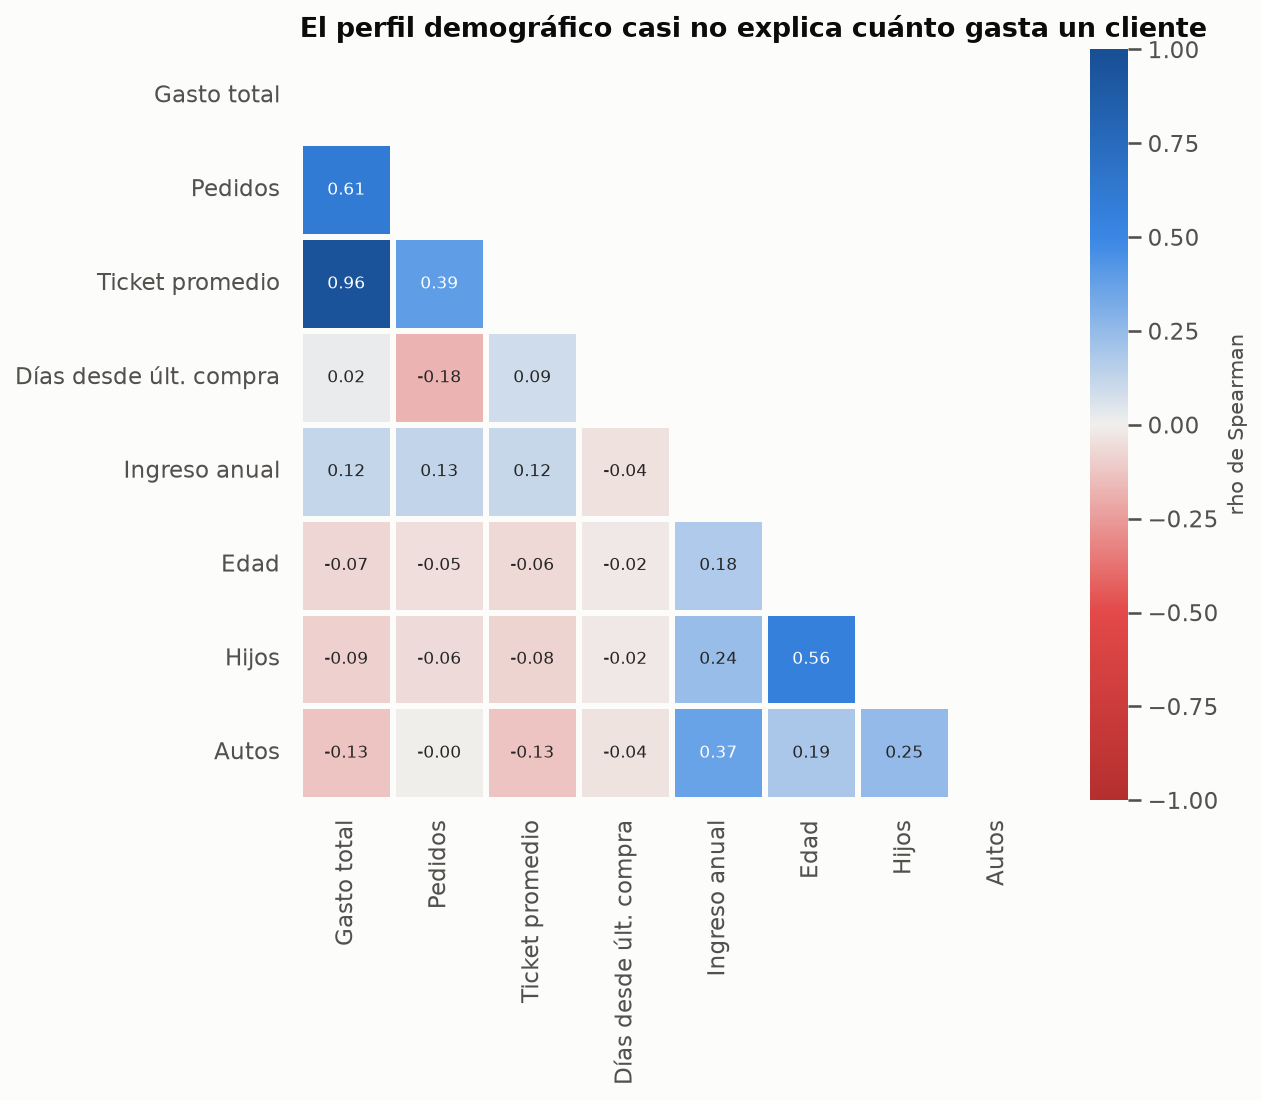 El perfil demográfico casi no explica cuánto gasta un cliente
Gasto total
Pedidos 0.61
Ticket promedio 0.96 0.39
Días desde últ. compra 0.02 -0.18 0.09
Ingreso anual 0.12 0.13 0.12 -0.04
Edad -0.07 -0.05 -0.06 -0.02 0.18
Hijos -0.09 -0.06 -0.08 -0.02 0.24 0.56
Autos -0.13 -0.00 -0.13 -0.04 0.37 0.19 0.25
Gasto total
Pedidos
Ticket promedio
Días desde últ. compra
Ingreso anual
Edad
Hijos
Autos
1.00
0.75
0.50
0.25
0.00
−0.25
−0.50
−0.75
−1.00
rho de Spearman